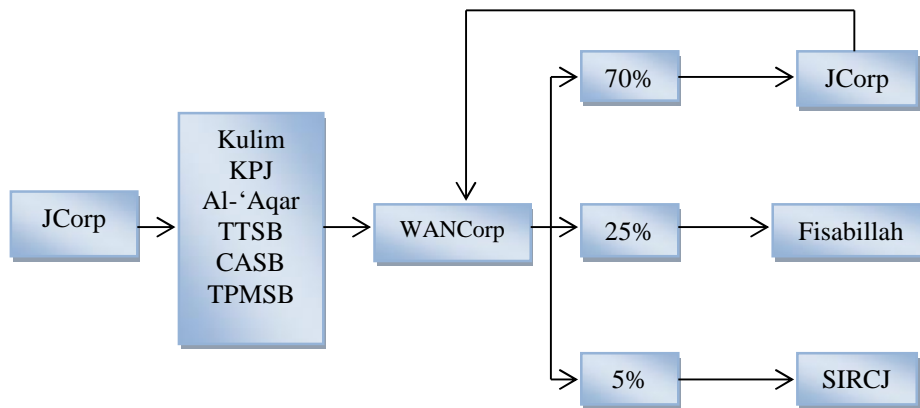 JCorp
Kulim
KPJ
Al-‘Aqar
TTSB
CASB
TPMSB
WANCorp
70%
JCorp
25%
Fisabillah
5%
SIRCJ